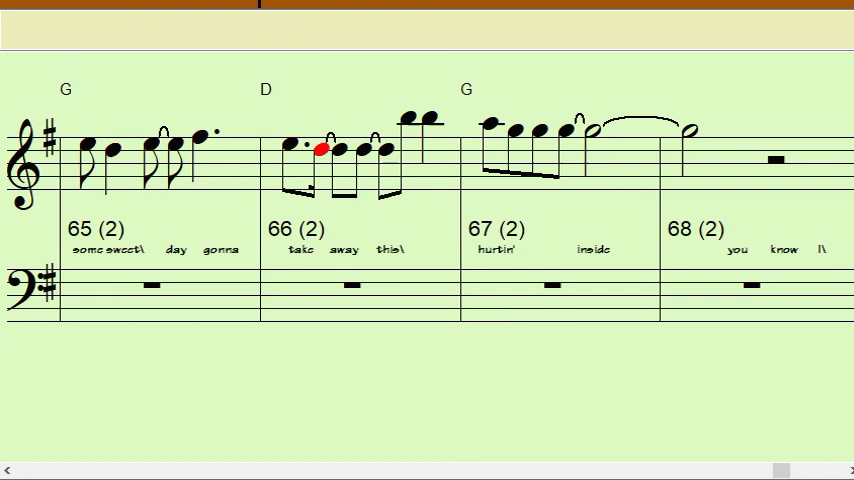 G D G
65 (2) 66 (2) 67 (2) 68 (2)
some sweet\ day gonna take away this\ hurtin' inside you know I\